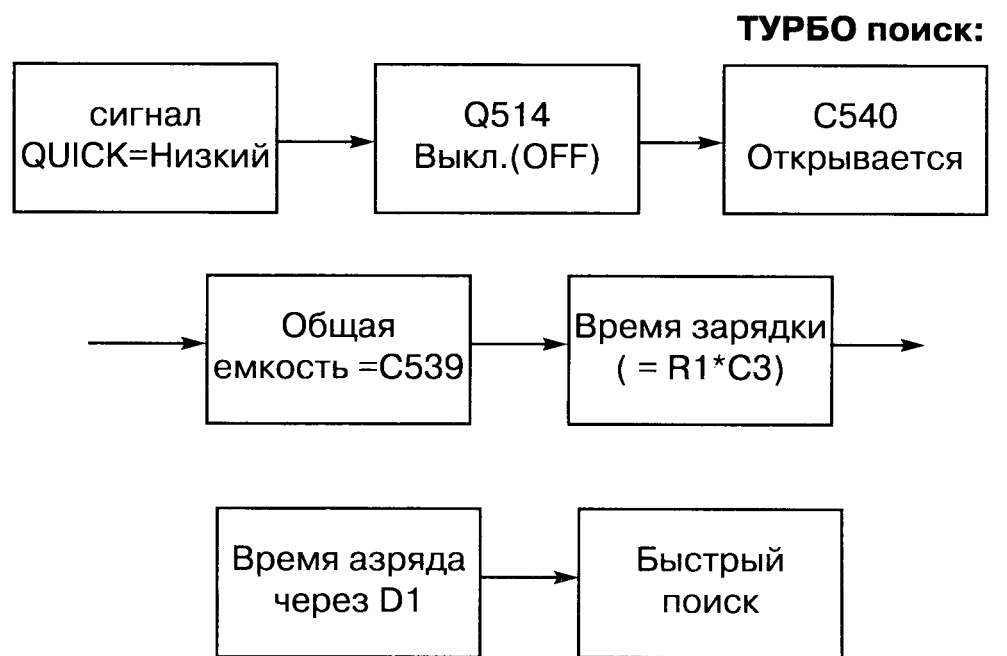 ТУРБО поиск:
сигнал
QUICK=Низкий
Q514
Выкл.(OFF)
C540
Открывается
Общая
емкость =C539
Время зарядки
( = R1*C3)
Время азряда
через D1
Быстрый
поиск